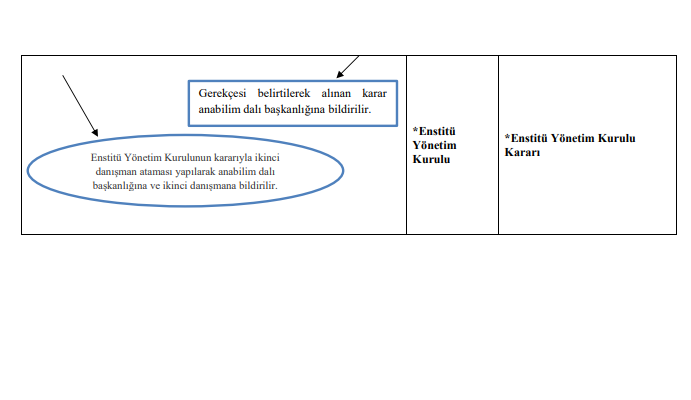 Gerekçesi belirtilerek alınan karar
anabilim dalı başkanlığına bildirilir.
Enstitü Yönetim Kurulunun kararıyla ikinci
danışman ataması yapılarak anabilim dalı
başkanlığına ve ikinci danışmana bildirilir.
*Enstitü
Yönetim
Kurulu
*Enstitü Yönetim Kurulu
Kararı